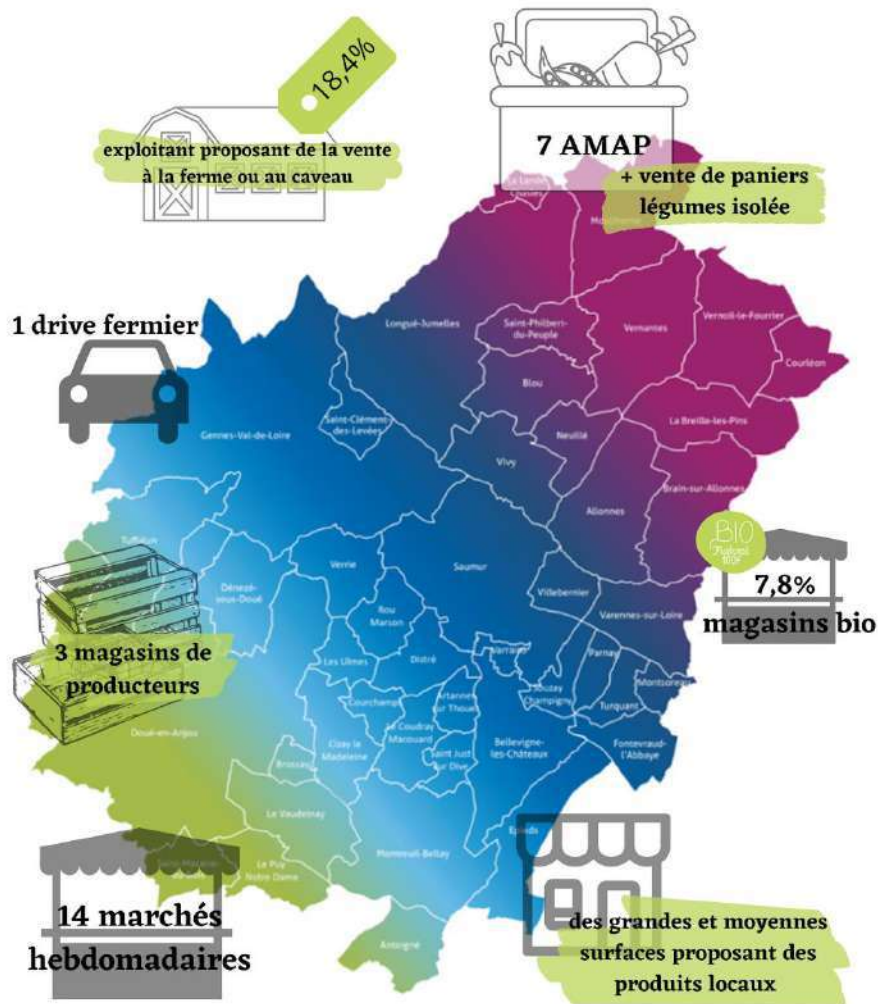 18,4%
exploitant proposant de la vente
à la ferme ou au caveau
7 AMAP
+ vente de paniers
légumes isolée
1 drive fermier
La Lande
Chasles
Longué-Jumelles
Saint-Philbert-
du-Peuple
Vernantes
Vernoil-le-Fourrier
Courléon
Blou
La Breille-les-Pins
Gennes-Val-de-Loire
Saint-Clément
des-Levées
Neuillé
Vivy
Allonnes
Brain-sur-Allonnes
BIO
7,8%
magasins bio
Dénezé-
sous-Doué
Verrie
Saumur
Villebernier
Varennes-sur-Loire
Rou
Marson
3 magasins de
producteurs
Les Ulmes
Distré
Varrains
Parnay
Montsoreau
Courchamps
Artannes
sur Thouet
Souzay
Champigny
Turquant
Doué-en-Anjou
Cizay la
Madeleine
Le Coudray
Macouard
Saint Just
sur Dive
Bellevigne-
les-Châteaux
Fontevraud-
l'Abbaye
Brossay
Le Vaudelnay
Epieds
Montreuil-Bellay
Le Puy
Notre Dame
14 marchés
hebdomadaires
Antoigné
des grandes et moyennes
surfaces proposant des
produits locaux